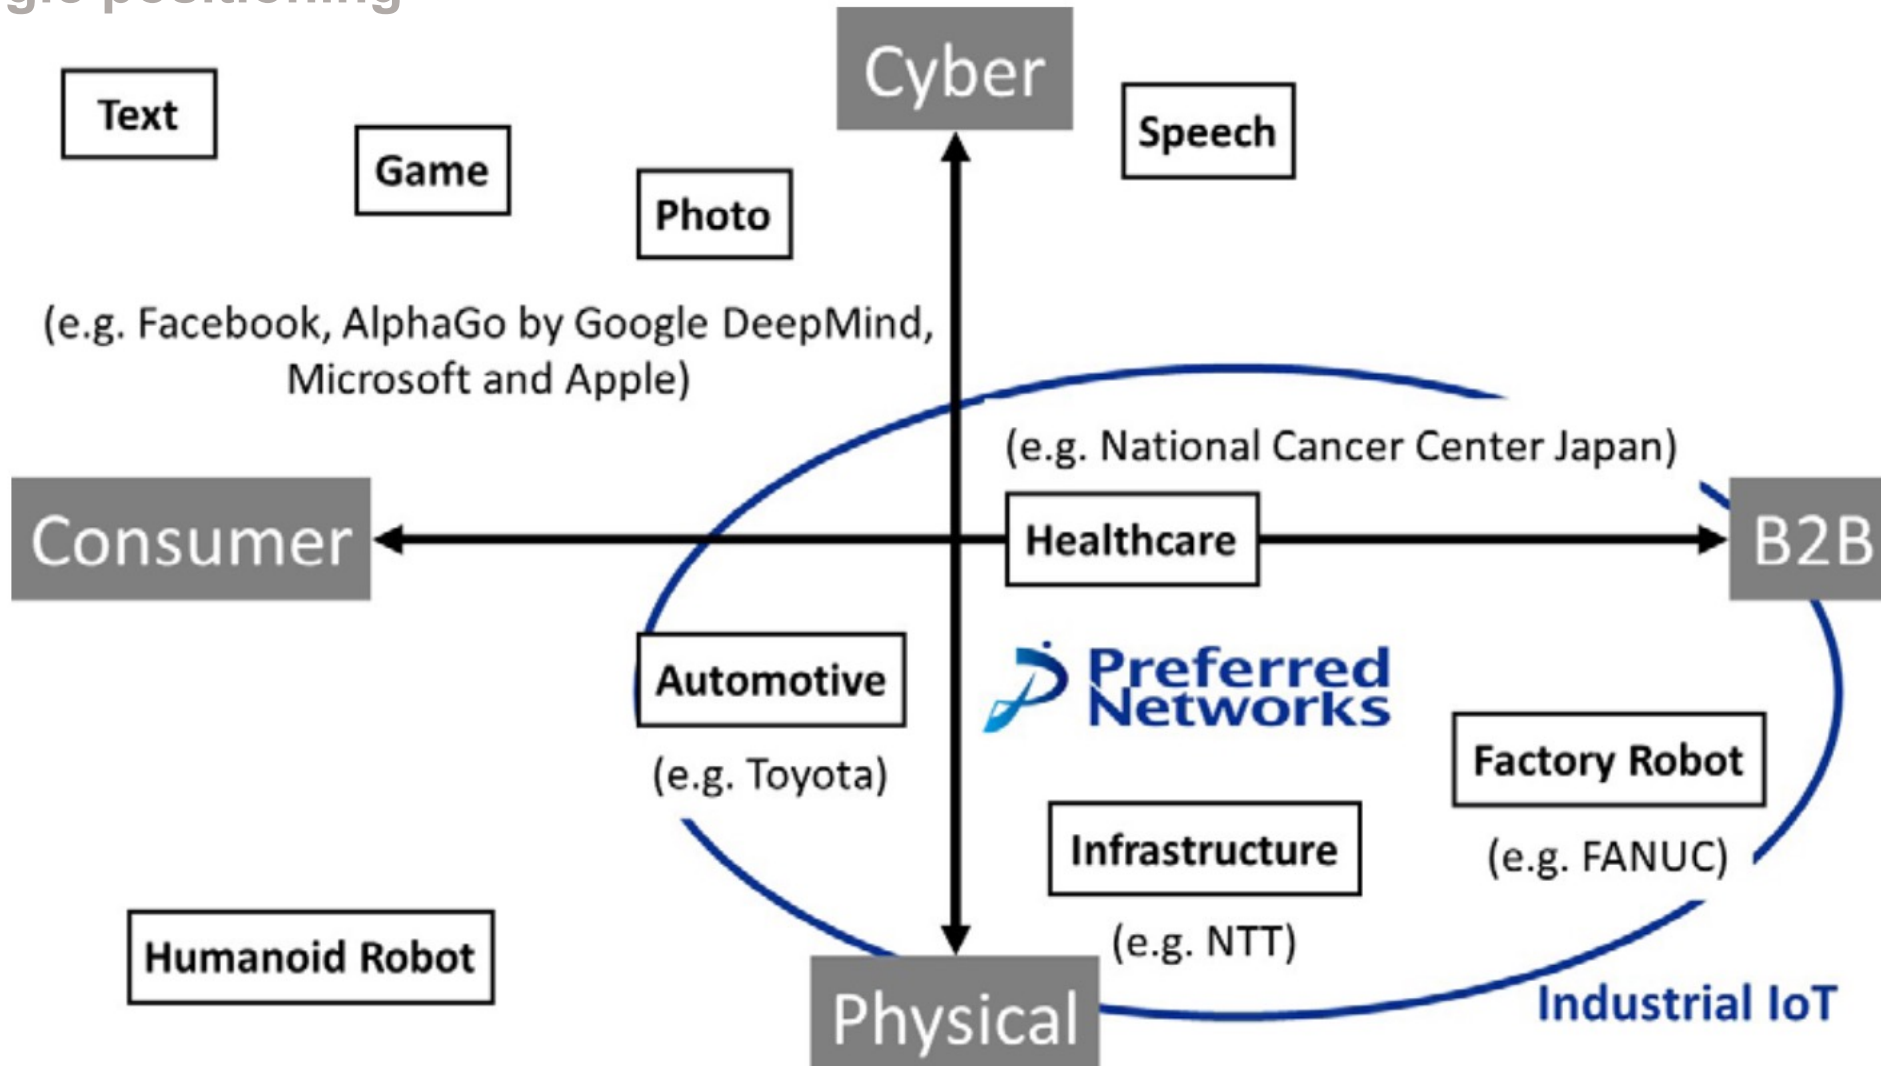 positioning
Cyber
Text
Speech
Game
Photo
(e.g. Facebook, AlphaGo by Google DeepMind,
Microsoft and Apple)
(e.g. National Cancer Center Japan)
Consumer
Healthcare
B2B
Automotive
Preferred
Networks
(e.g. Toyota)
Factory Robot
Infrastructure
(e.g. FANUC)
Humanoid Robot
(e.g. NTT)
Physical
Industrial IoT